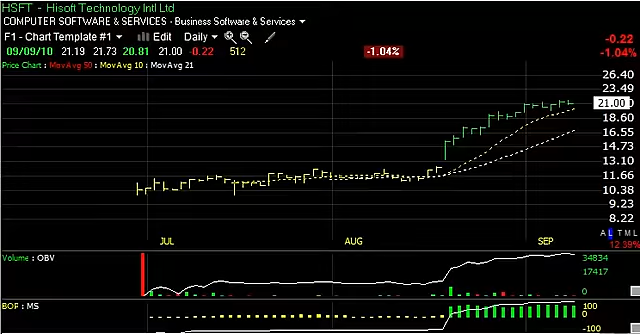 HSFT - Hisoft Technology Intl Ltd
COMPUTER SOFTWARE & SERVICES - Business Software & Services
F1 - Chart Template #1 Edit Daily
09/09/10 21.19 21.73 20.81 21.00 -0.22 512 -1.04% -0.22
-1.04%
Price Chart : MovAvg 50 : MovAvg 10 : MovAvg 21
26.40
23.49
21.00
18.60
16.55
14.73
13.10
11.66
10.38
9.23
8.22
A L T M L
JUL AUG SEP 12.39%
Volume : OBV 34834
17417
BOP : MS 100
0
-100